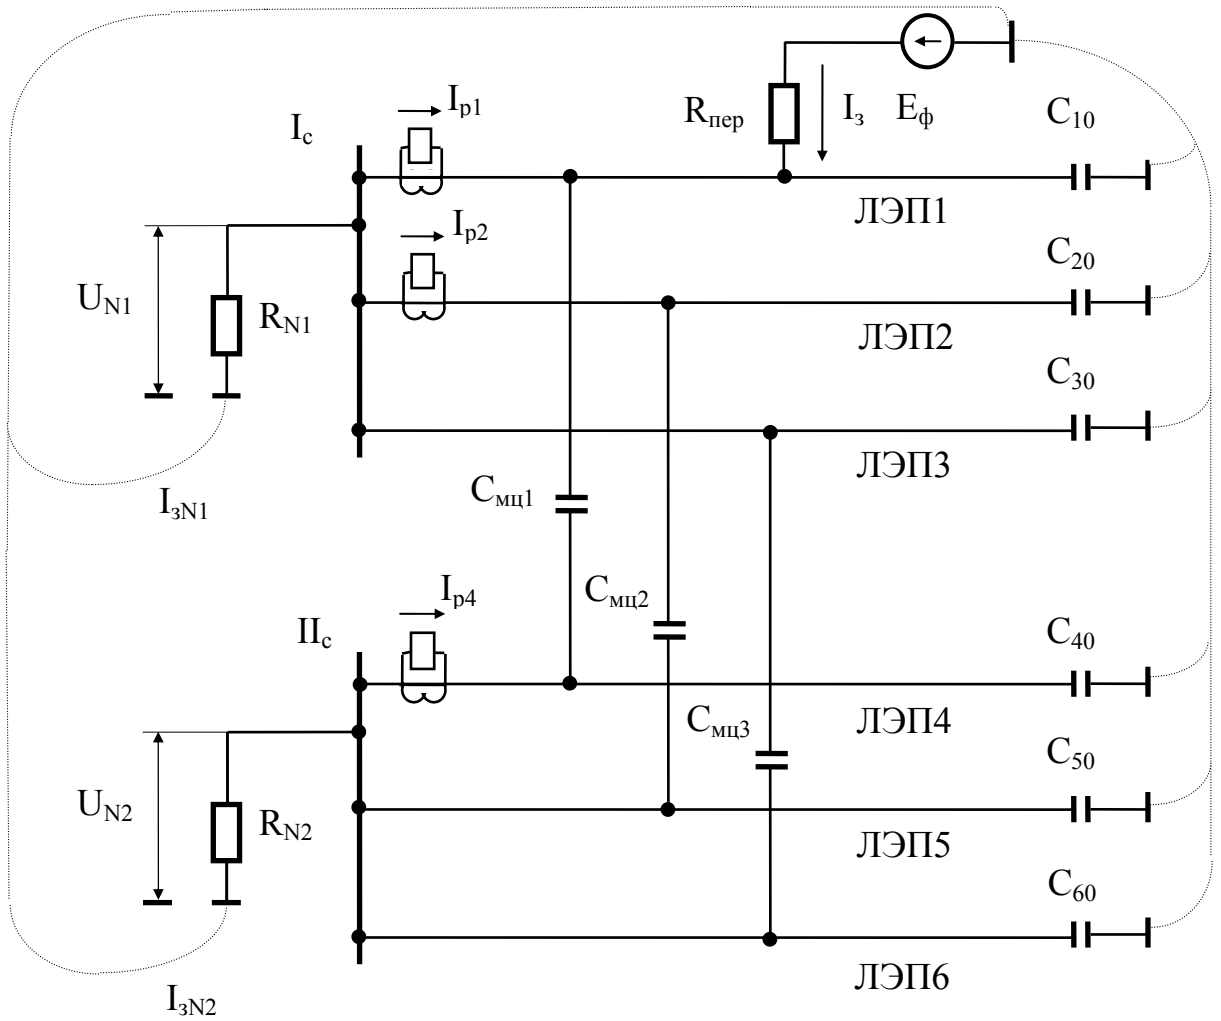 Iр1
Iз
Eф
C10
Rпер
Iс
ЛЭП1
Iр2
C20
UN1
RN1
ЛЭП2
C30
ЛЭП3
Cмц1
IзN1
Iр4
Cмц2
IIс
C40
Cмц3
ЛЭП4
C50
UN2
RN2
ЛЭП5
C60
ЛЭП6
IзN2